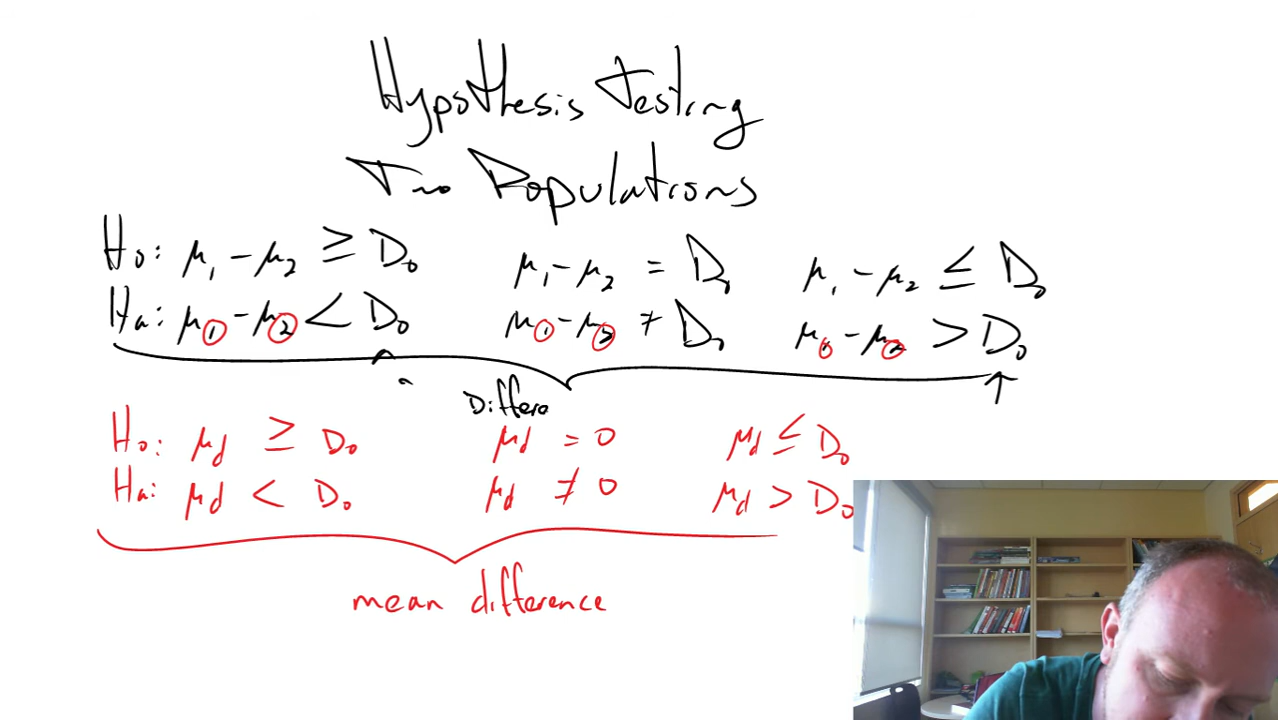 Hypothesis Testing
Two Populations
H₀: μ₁ - μ₂ ≥ D₀ μ₁ - μ₂ = D₀ μ₁ - μ₂ ≤ D₀
Hₐ: μ₁ - μ₂ < D₀ μ₁ - μ₂ ≠ D₀ μ₁ - μ₂ > D₀
Differe
H₀: μd ≥ D₀ μd = 0 μd ≤ D₀
Hₐ: μd < D₀ μd ≠ 0 μd > D₀
mean difference